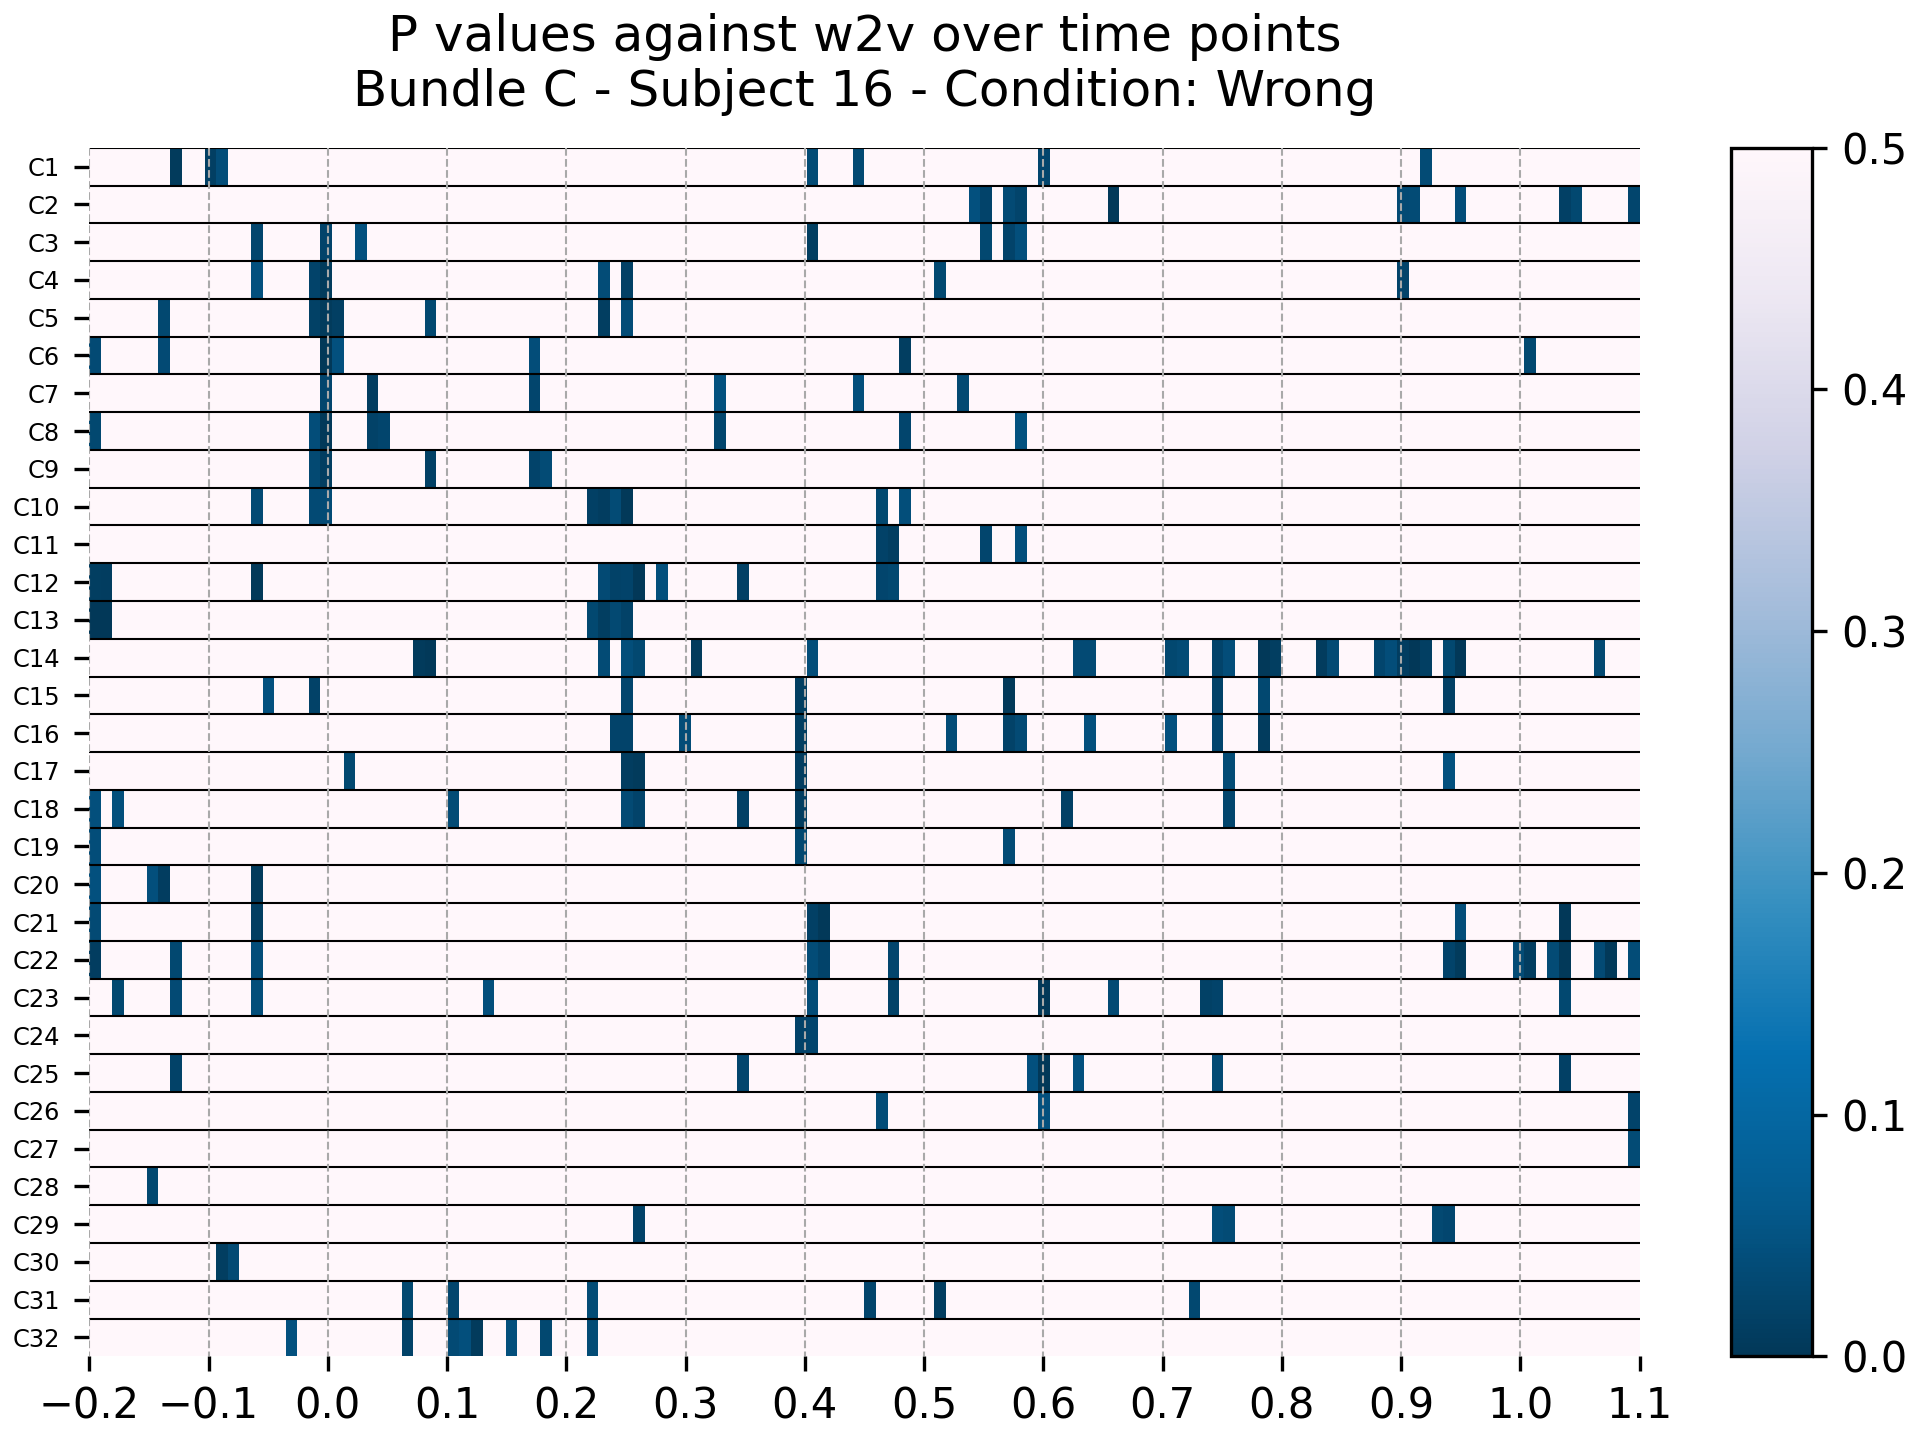 P values against w2v over time points
Bundle C - Subject 16 - Condition: Wrong
C1
C2
C3
C4
C5
C6
C7
C8
C9
C10
C11
C12
C13
C14
C15
C16
C17
C18
C19
C20
C21
C22
C23
C24
C25
C26
C27
C28
C29
C30
C31
C32
−0.2 −0.1 0.0 0.1 0.2 0.3 0.4 0.5 0.6 0.7 0.8 0.9 1.0 1.1
0.5
0.4
0.3
0.2
0.1
0.0